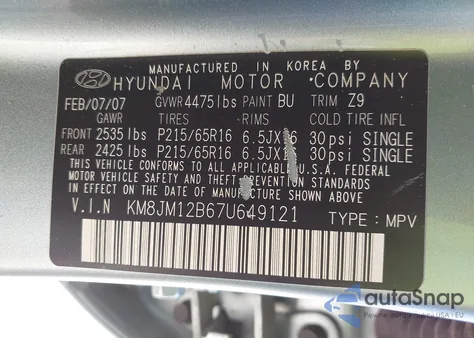 MANUFACTURED IN KOREA BY
HYUNDAI MOTOR COMPANY
FEB/07/07 GVWR 4475lbs PAINT BU TRIM Z9
GAWR TIRES RIMS COLD TIRE INFL
FRONT 2535 lbs P215/65R16 6.5JX16 30psi SINGLE
REAR 2425 lbs P215/65R16 6.5JX16 30psi SINGLE
THIS VEHICLE CONFORMS TO ALL APPLICABLE U.S.A. FEDERAL
MOTOR VEHICLE SAFETY AND THEFT PREVENTION STANDARDS
IN EFFECT ON THE DATE OF MANUFACTURE SHOWN ABOVE
V.I.N KM8JM12B67U649121 TYPE : MPV
autoSnap